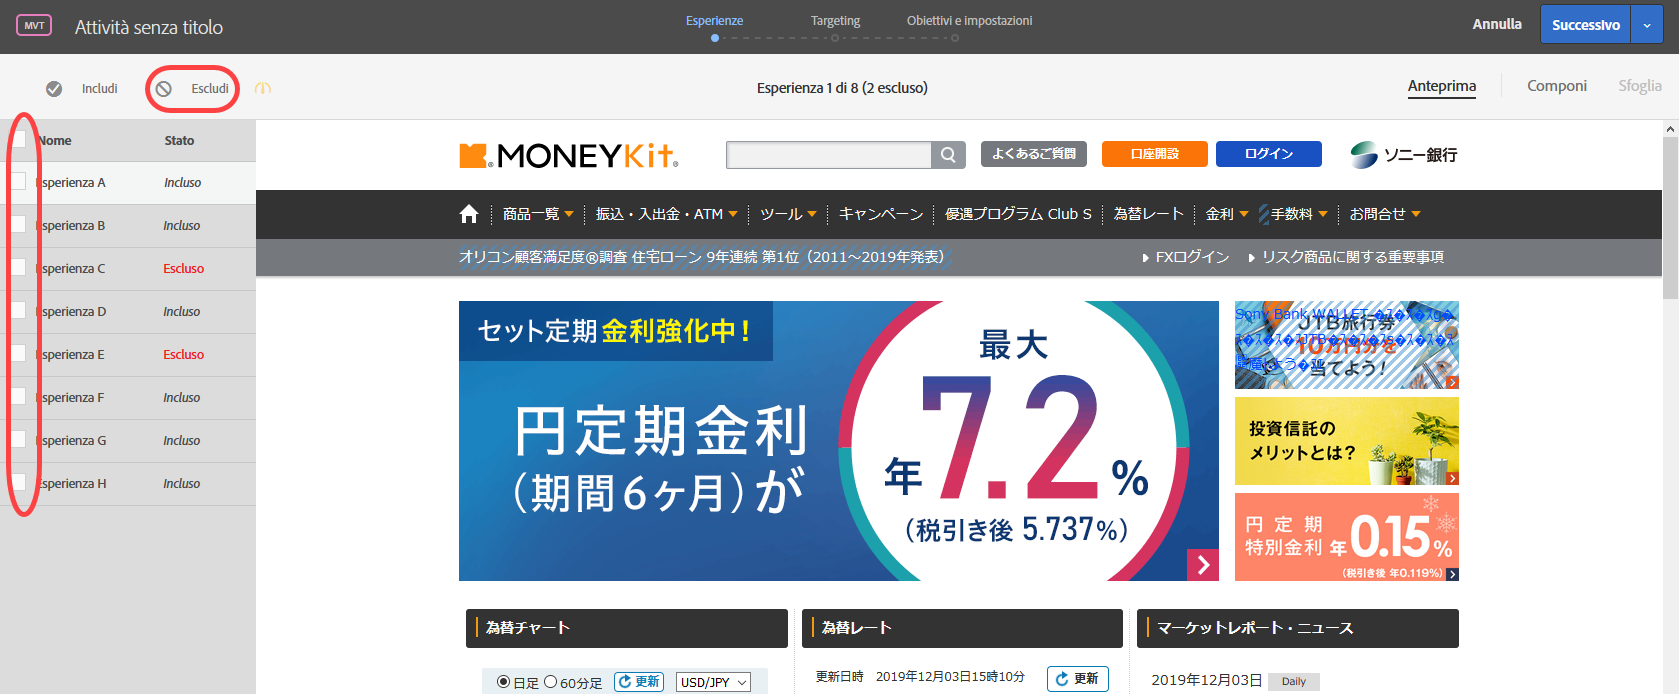 MVT
Attività senza titolo
Esperienze
Targeting
Obiettivi e impostazioni
Annulla
Successivo
Includi
Escludi
Esperienza 1 di 8 (2 escluso)
Anteprima
Componi
Sfoglia
Nome
Stato
Esperienza A
Incluso
Esperienza B
Incluso
Esperienza C
Escluso
Esperienza D
Incluso
Esperienza E
Escluso
Esperienza F
Incluso
Esperienza G
Incluso
Esperienza H
Incluso
MONEYKit
よくあるご質問
口座開設
ログイン
ソニー銀行
商品一覧
振込・入出金・ATM
ツール
キャンペーン
優遇プログラム Club S
為替レート
金利
手数料
お問合せ
オリコン顧客満足度®調査 住宅ローン 9年連続 第1位（2011～2019年発表）
FXログイン
リスク商品に関する重要事項
セット定期 金利強化中！
円定期金利
（期間6ヶ月）が
最大
年7.2%
（税引き後 5.737%）
Sony Bank WALLET
JTB旅行券
10万円分を
当てよう！
投資信託の
メリットとは？
円定期
特別金利 年0.15%
（税引き後 年0.119%）
為替チャート
為替レート
マーケットレポート・ニュース
日足
60分足
更新
USD/JPY
更新日時 2019年12月03日15時10分
更新
2019年12月03日
Daily